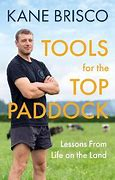 KANE BRISCO
TOOLS
for the
TOP
PADDOCK
Lessons From
Life on the Land